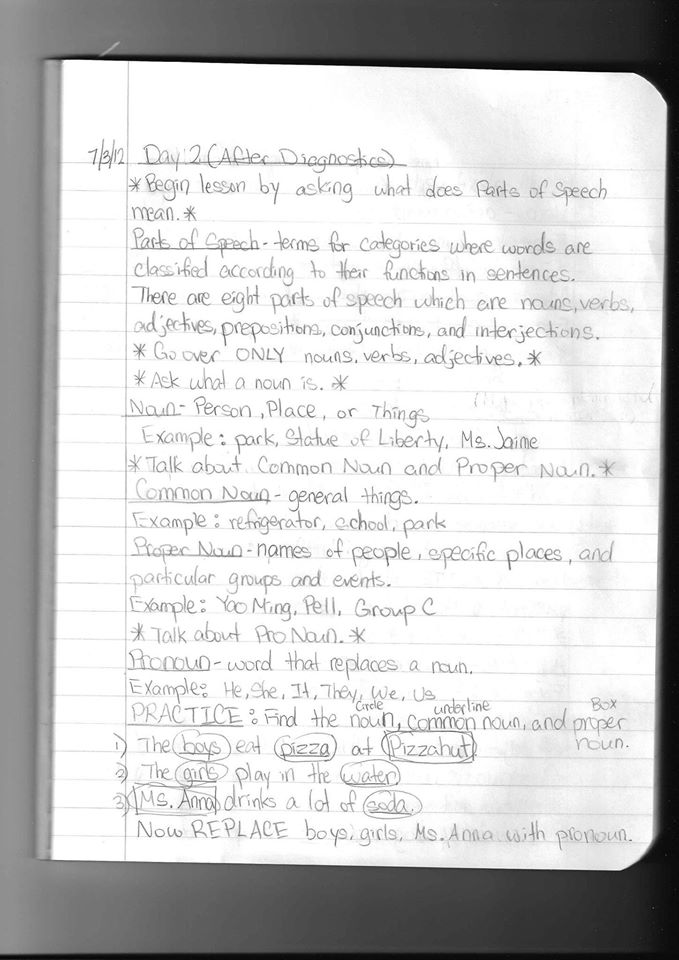 7/3/12 Day 2 (After Diagnostics)
*Begin lesson by asking what does Parts of Speech
mean.*
Parts of Speech - terms for categories where words are
classified according to their functions in sentences.
There are eight parts of speech which are nouns, verbs,
adjectives, prepositions, conjunctions, and interjections.
*Go over ONLY nouns, verbs, adjectives.*
*Ask what a noun is.*
Noun - Person, Place, or Things
Example: park, Statue of Liberty, Ms. Jaime
*Talk about Common Noun and Proper Noun.*
Common Noun - general things.
Example: refrigerator, school, park
Proper Noun - names of people, specific places, and
particular groups and events.
Example: Yao Ming, Pell, Group C
*Talk about ProNoun.*
Pronoun - word that replaces a noun.
Example: He, She, It, They, We, Us
Circle underline Box
PRACTICE: Find the noun, common noun, and proper
noun.
1) The boys eat pizza at Pizzahut
2) The girls play in the water
3) Ms. Anna drinks a lot of soda.
Now REPLACE boys, girls, Ms. Anna with pronoun.